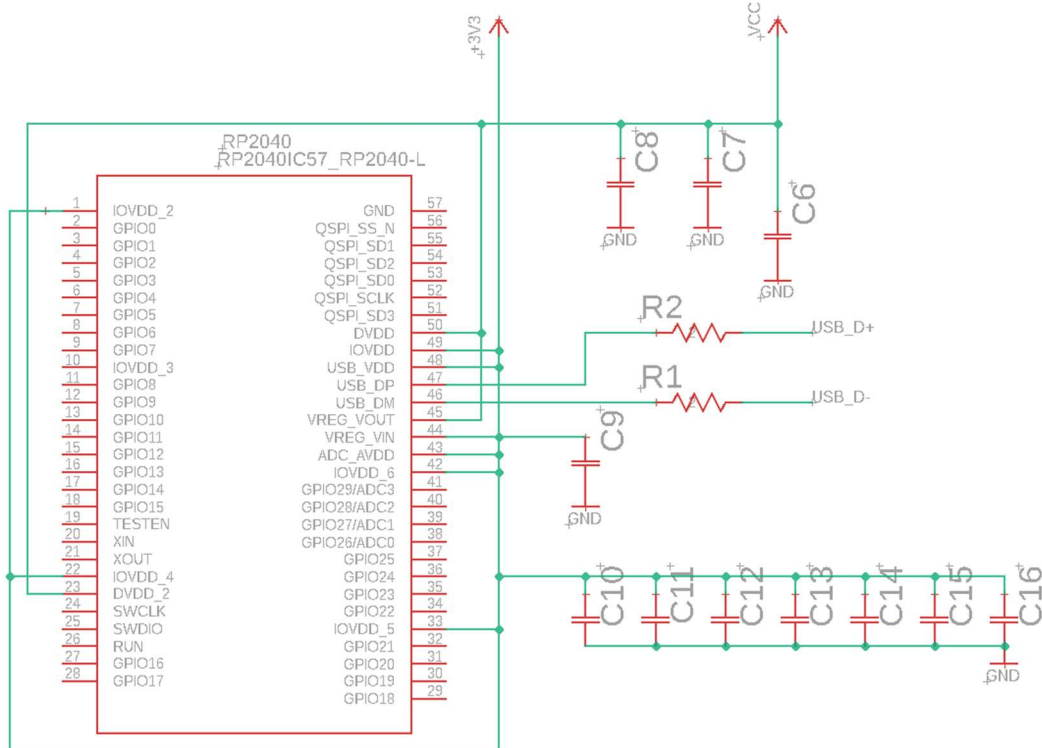 +3V3
VCC
RP2040
RP2040IC57_RP2040-L
C8
C7
C6
GND
GND
GND
1 IOVDD_2
2 GPIO0
3 GPIO1
4 GPIO2
5 GPIO3
6 GPIO4
7 GPIO5
8 GPIO6
9 GPIO7
10 IOVDD_3
11 GPIO8
12 GPIO9
13 GPIO10
14 GPIO11
15 GPIO12
16 GPIO13
17 GPIO14
18 GPIO15
19 TESTEN
20 XIN
21 XOUT
22 IOVDD_4
23 DVDD_2
24 SWCLK
25 SWDIO
26 RUN
27 GPIO16
28 GPIO17
GND 57
QSPI_SS_N 56
QSPI_SD1 55
QSPI_SD2 54
QSPI_SD0 53
QSPI_SCLK 52
QSPI_SD3 51
DVDD 50
IOVDD 49
USB_VDD 48
USB_DP 47
USB_DM 46
VREG_VOUT 45
VREG_VIN 44
ADC_AVDD 43
IOVDD_6 42
GPIO29/ADC3 41
GPIO28/ADC2 40
GPIO27/ADC1 39
GPIO26/ADC0 38
GPIO25 37
GPIO24 36
GPIO23 35
GPIO22 34
IOVDD_5 33
GPIO21 32
GPIO20 31
GPIO19 30
GPIO18 29
R2
USB_D+
R1
USB_D-
C9
GND
C10
C11
C12
C13
C14
C15
C16
GND